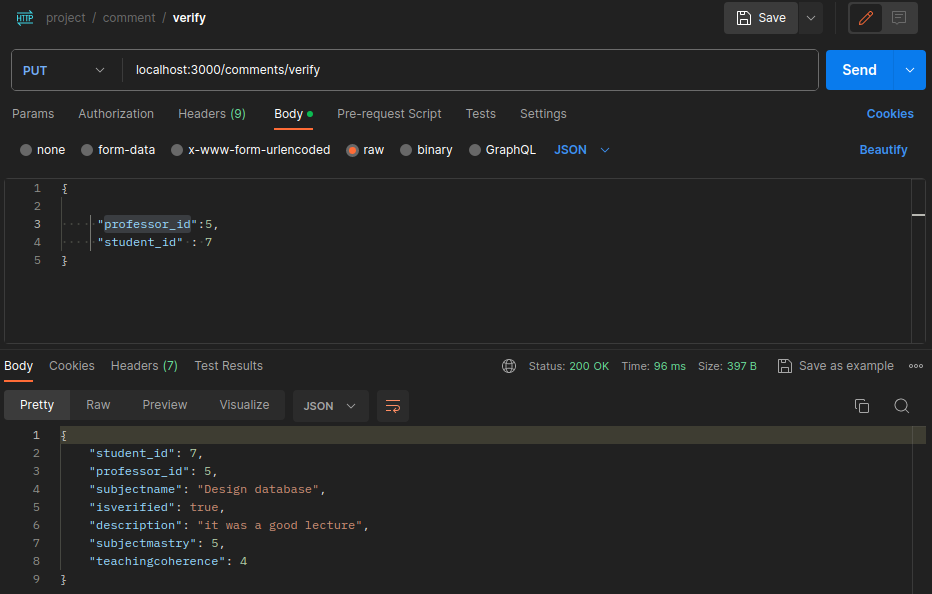 HTTP project / comment / verify Save
PUT localhost:3000/comments/verify Send
Params Authorization Headers (9) Body Pre-request Script Tests Settings Cookies
none form-data x-www-form-urlencoded raw binary GraphQL JSON Beautify
1 {
2
3 "professor_id":5,
4 "student_id" : 7
5 }
Body Cookies Headers (7) Test Results Status: 200 OK Time: 96 ms Size: 397 B Save as example
Pretty Raw Preview Visualize JSON
1 {
2 "student_id": 7,
3 "professor_id": 5,
4 "subjectname": "Design database",
5 "isverified": true,
6 "description": "it was a good lecture",
7 "subjectmastry": 5,
8 "teachingcoherence": 4
9 }